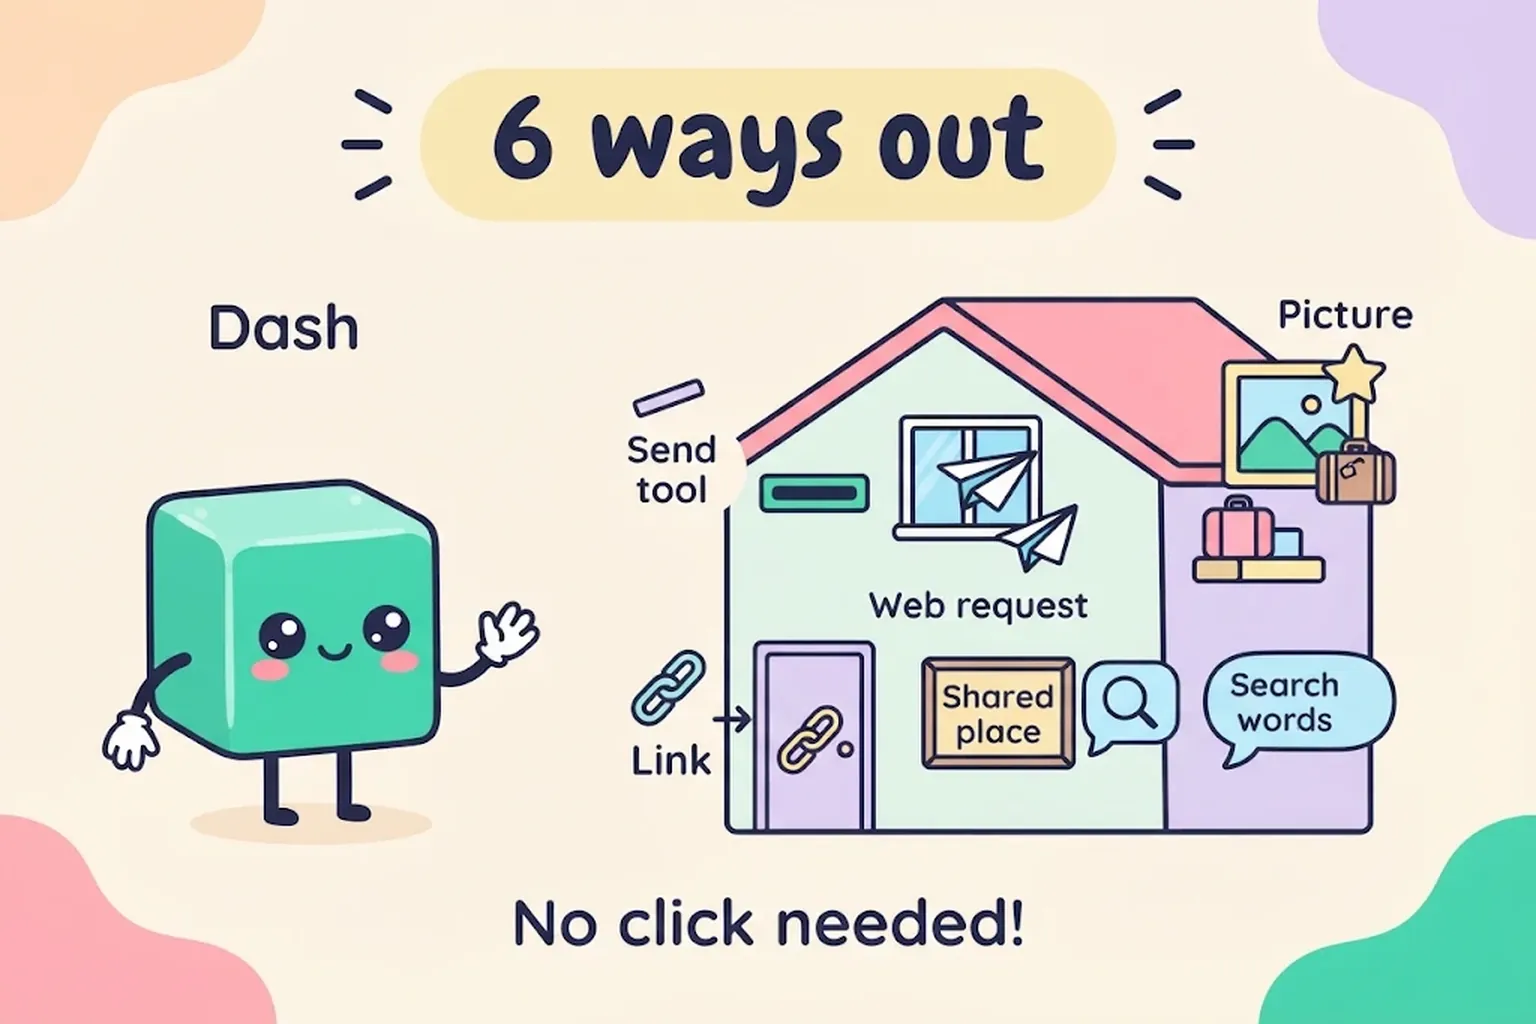 6 ways out
Dash
Picture
Send
tool
Web request
Shared
place
Search
words
Link
No click needed!